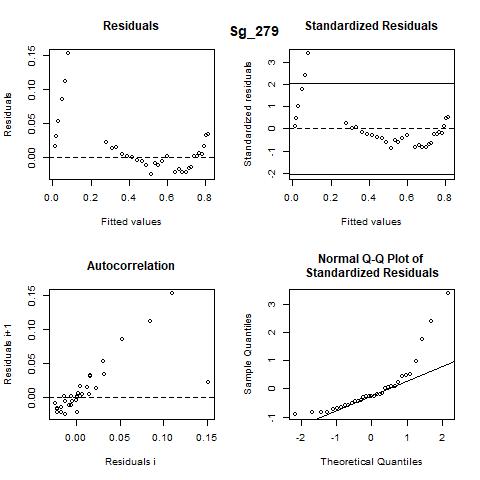 Sg_279
Residuals
Residuals
0.00
0.05
0.10
0.15
0.0 0.2 0.4 0.6 0.8
Fitted values
Standardized Residuals
Standardized residuals
-2
-1
0
1
2
3
0.0 0.2 0.4 0.6 0.8
Fitted values
Autocorrelation
Residuals i+1
0.00
0.05
0.10
0.15
0.00 0.05 0.10 0.15
Residuals i
Normal Q-Q Plot of
Standardized Residuals
Sample Quantiles
-1
0
1
2
3
-2 -1 0 1 2
Theoretical Quantiles